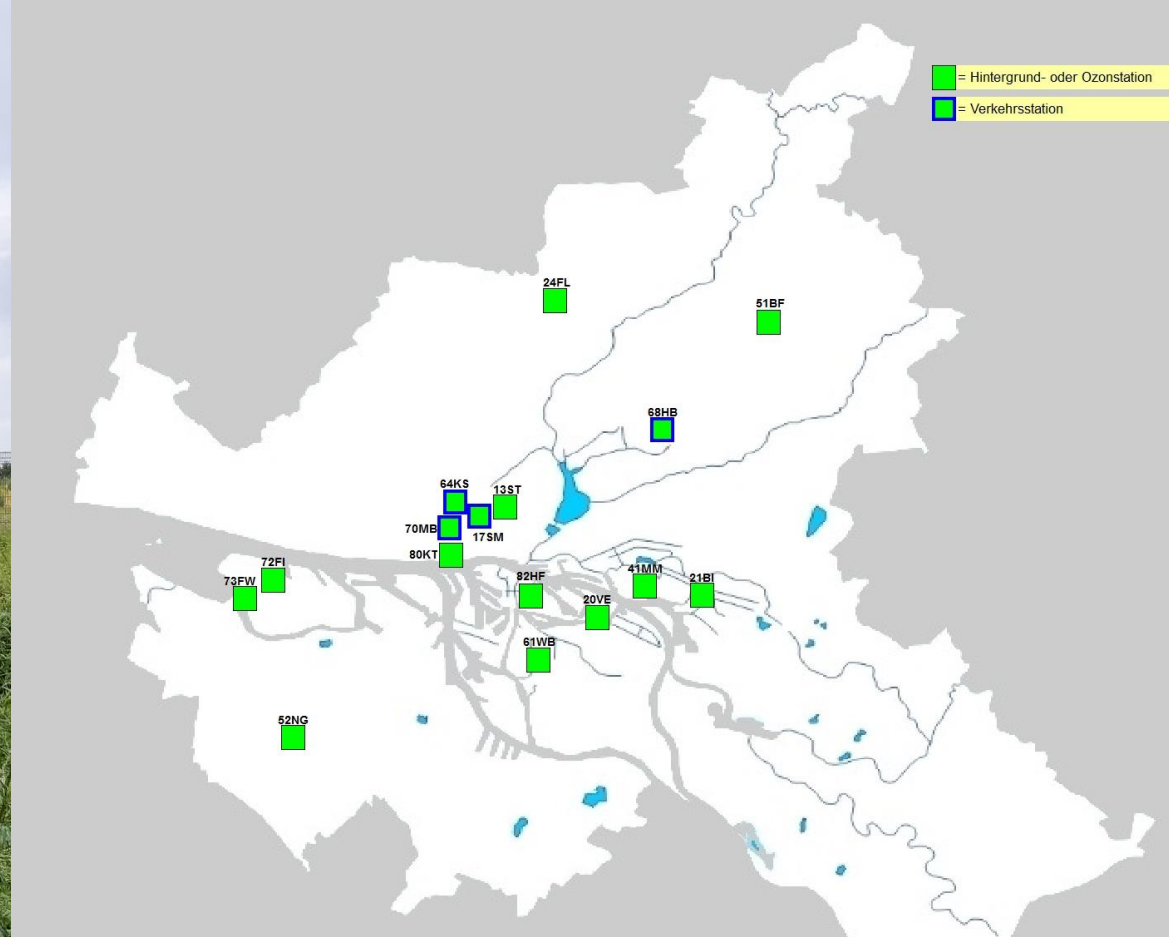 = Hintergrund- oder Ozonstation
= Verkehrsstation
24FL
51BF
68HB
64KS
13ST
70MB
17SM
80KT
72FI
73FW
82HF
41MM
21BI
20VE
61WB
52NG